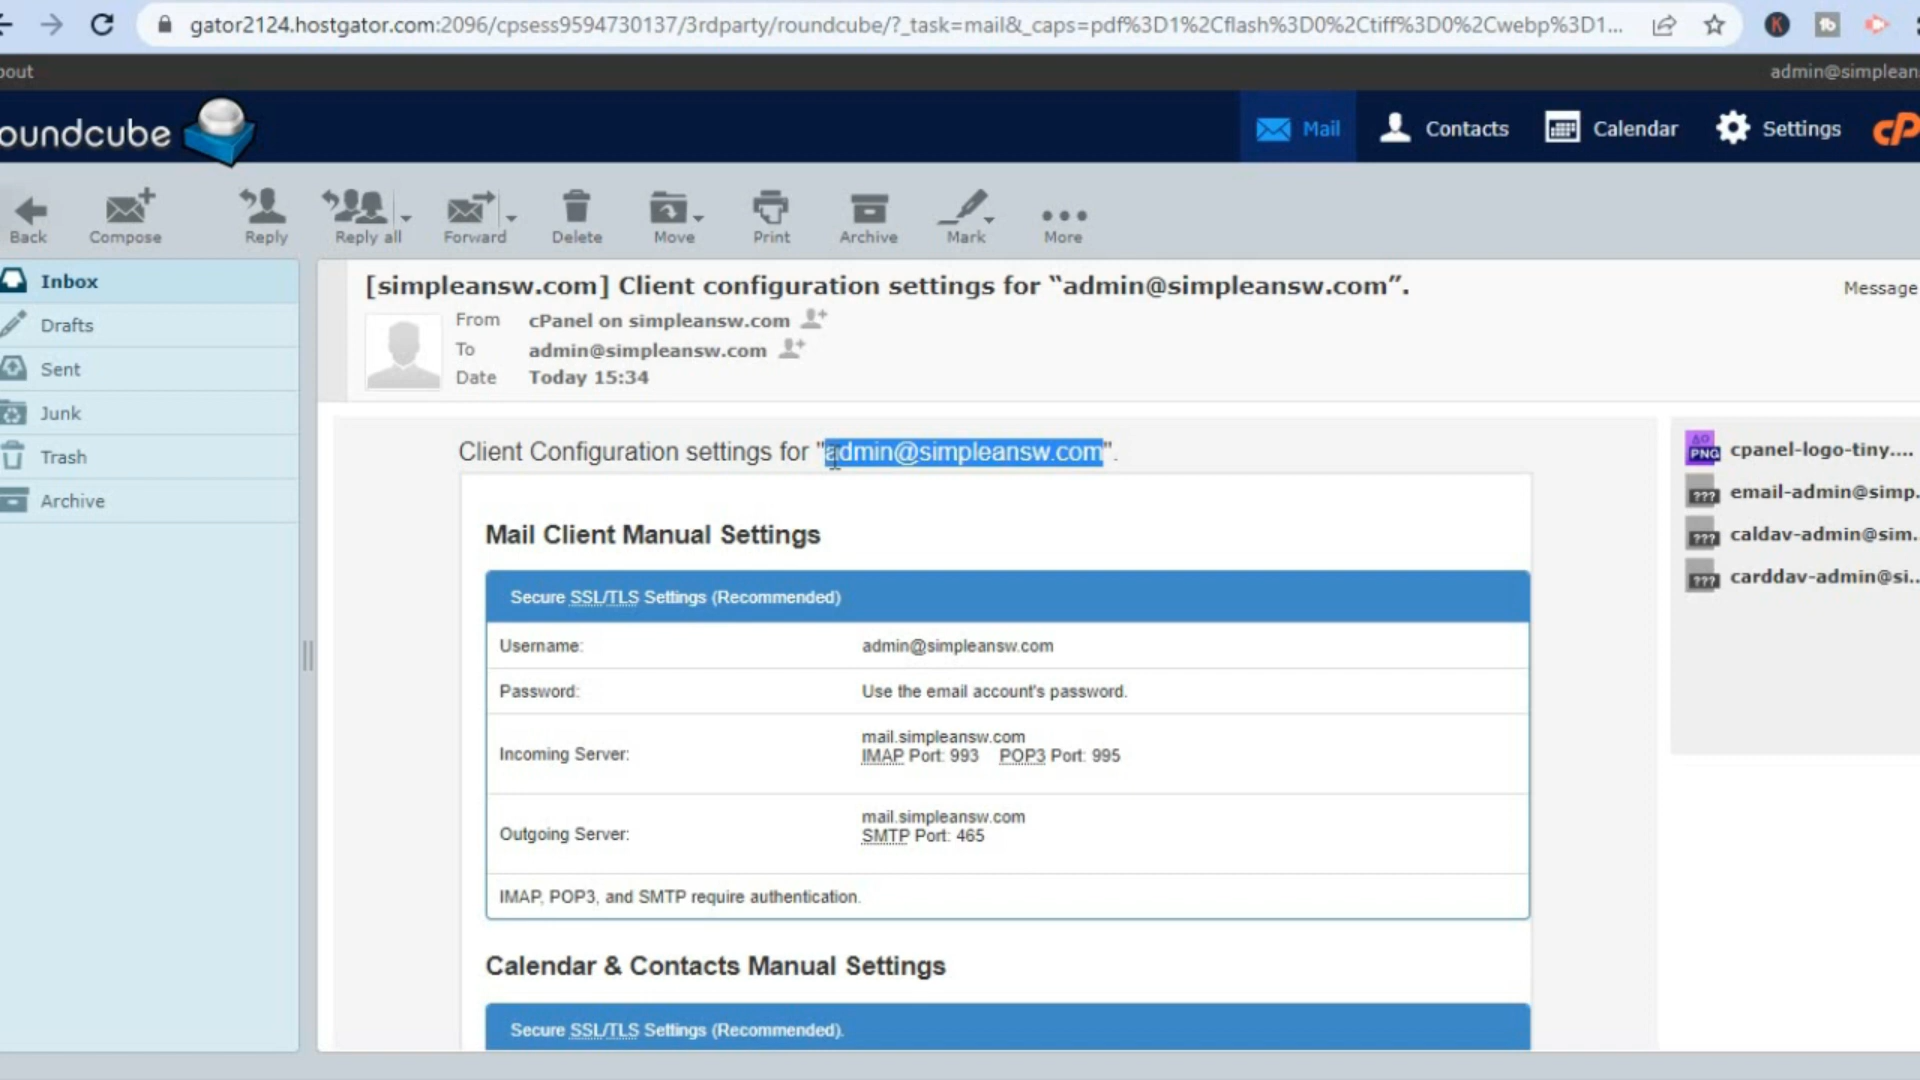 gator2124.hostgator.com:2096/cpsess9594730137/3rdparty/roundcube/?_task=mail&_caps=pdf%3D1%2Cflash%3D0%2Ctiff%3D0%2Cwebp%3D1...
bout
admin@simplean
oundcube
Mail
Contacts
Calendar
Settings
cP
Back
Compose
Reply
Reply all
Forward
Delete
Move
Print
Archive
Mark
More
Inbox
Drafts
Sent
Junk
Trash
Archive
[simpleansw.com] Client configuration settings for “admin@simpleansw.com”.
Message
From cPanel on simpleansw.com
To admin@simpleansw.com
Date Today 15:34
Client Configuration settings for "admin@simpleansw.com".
Mail Client Manual Settings
Secure SSL/TLS Settings (Recommended)
Username: admin@simpleansw.com
Password: Use the email account's password.
Incoming Server: mail.simpleansw.com
IMAP Port: 993 POP3 Port: 995
Outgoing Server: mail.simpleansw.com
SMTP Port: 465
IMAP, POP3, and SMTP require authentication.
Calendar & Contacts Manual Settings
Secure SSL/TLS Settings (Recommended).
PNG cpanel-logo-tiny....
??? email-admin@simp.
??? caldav-admin@sim.
??? carddav-admin@si..